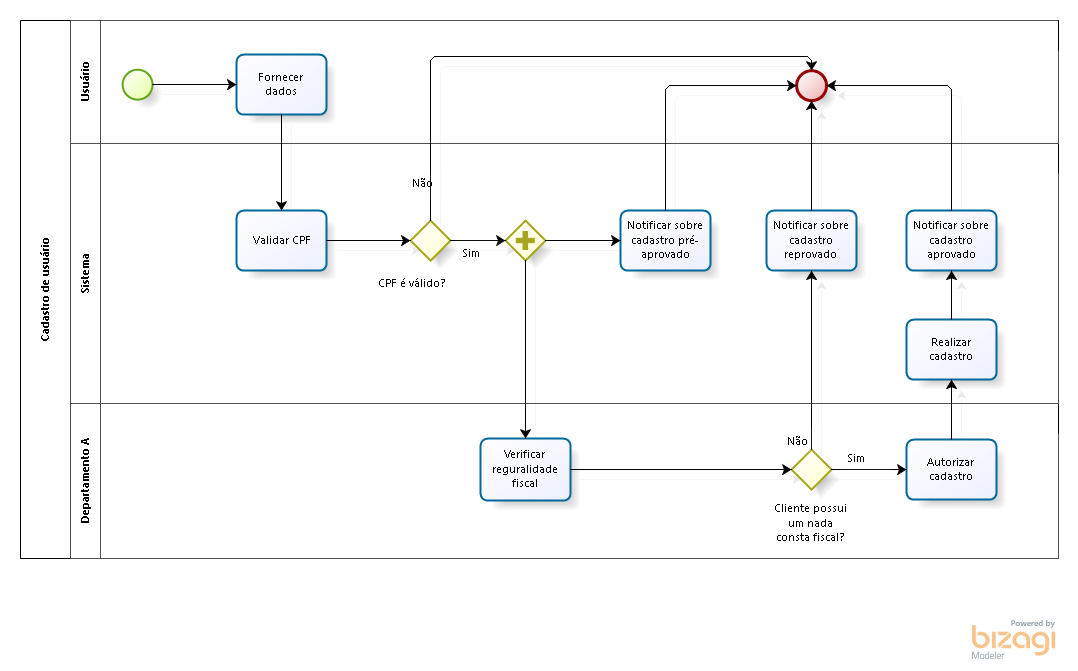 Cadastro de usuário
Usuário
Fornecer
dados
Sistema
Não
Validar CPF
CPF é válido?
Sim
Notificar sobre
cadastro pré-
aprovado
Notificar sobre
cadastro
reprovado
Notificar sobre
cadastro
aprovado
Realizar
cadastro
Departamento A
Verificar
reguralidade
fiscal
Não
Sim
Cliente possui
um nada
consta fiscal?
Autorizar
cadastro
Powered by
bizagi
Modeler